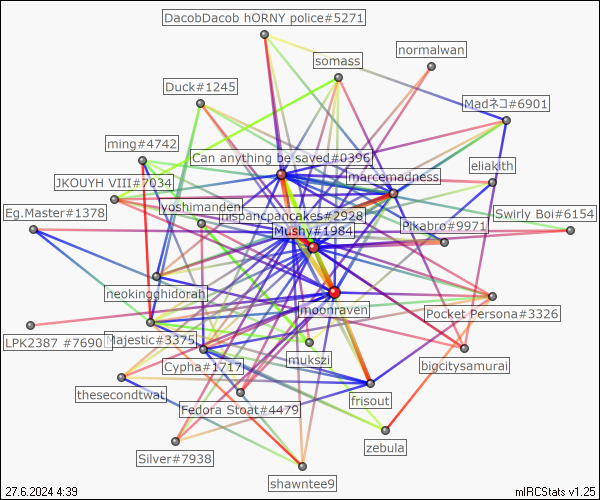 DacobDacob hORNY police#5271
normalwan
somass
Duck#1245
Madネコ#6901
ming#4742
Can anything be saved#0396
eliakith
JKOUYH VIII#7034
marcemadness
yoshimanden
Eg.Master#1378
hispancpancakes#2928
Swirly Boi#6154
Pikabro#9971
Mushy#1984
neokingghidorah
moonraven
Pocket Persona#3326
LPK2387 #7690
Majestic#3375
mukszi
bigcitysamurai
Cypha#1717
thesecondtwat
frisout
Fedora Stoat#4479
zebula
Silver#7938
shawntee9
27.6.2024 4:39
mIRCStats v1.25